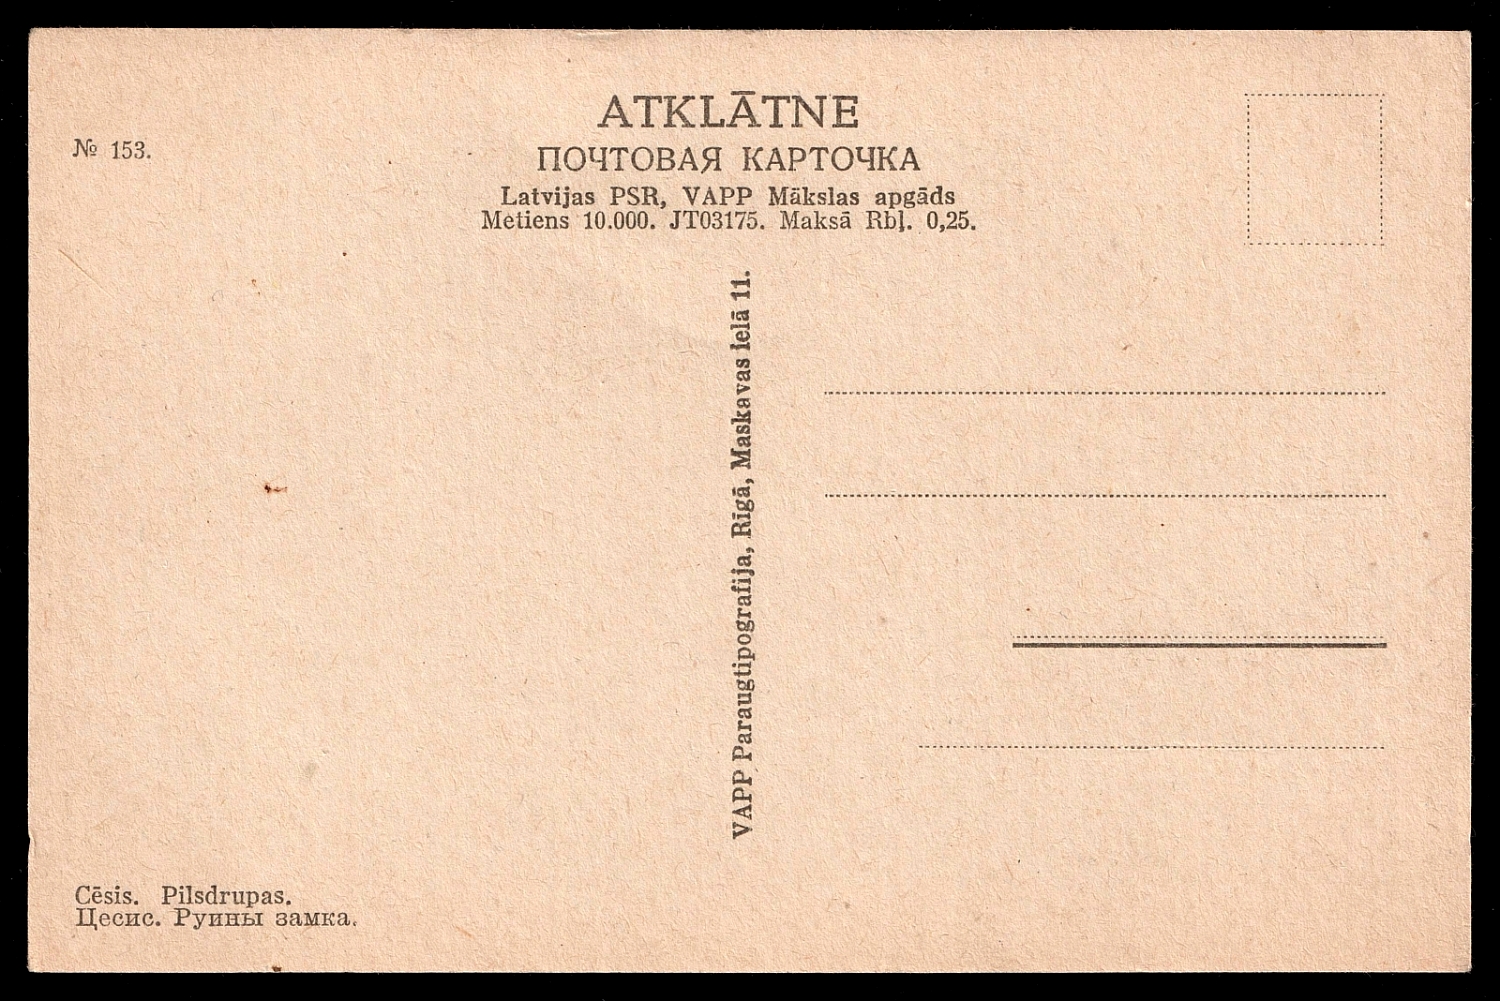 № 153.
ATKLĀTNE
ПОЧТОВАЯ КАРТОЧКА
Latvijas PSR, VAPP Mākslas apgāds
Metiens 10.000. JT03175. Maksā Rbļ. 0,25.
VAPP Paraugtipografija, Rīgā, Maskavas ielā 11.
Cēsis. Pilsdrupas.
Цесис. Руины замка.